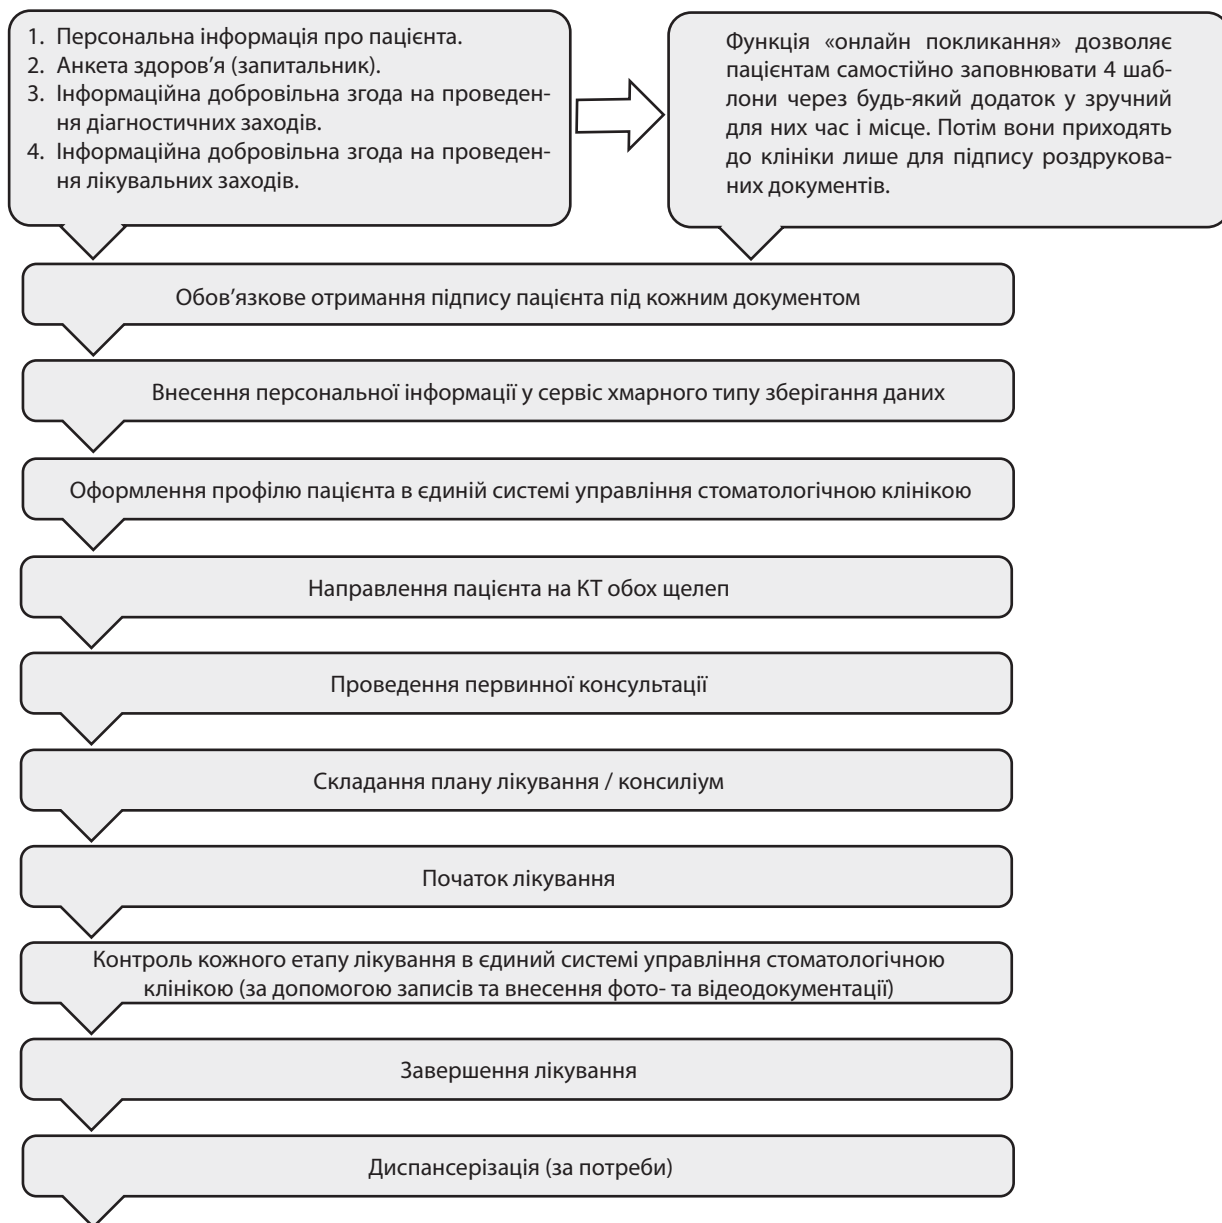 1. Персональна інформація про пацієнта.
2. Анкета здоров’я (запитальник).
3. Інформаційна добровільна згода на проведен-
ня діагностичних заходів.
4. Інформаційна добровільна згода на проведен-
ня лікувальних заходів.
Функція «онлайн покликання» дозволяє
пацієнтам самостійно заповнювати 4 шаб-
лони через будь-який додаток у зручний
для них час і місце. Потім вони приходять
до клініки лише для підпису роздрукова-
них документів.
Обов’язкове отримання підпису пацієнта під кожним документом
Внесення персональної інформації у сервіс хмарного типу зберігання даних
Оформлення профілю пацієнта в єдиній системі управління стоматологічною клінікою
Направлення пацієнта на КТ обох щелеп
Проведення первинної консультації
Складання плану лікування / консиліум
Початок лікування
Контроль кожного етапу лікування в єдиний системі управління стоматологічною
клінікою (за допомогою записів та внесення фото- та відеодокументації)
Завершення лікування
Диспансерізація (за потреби)